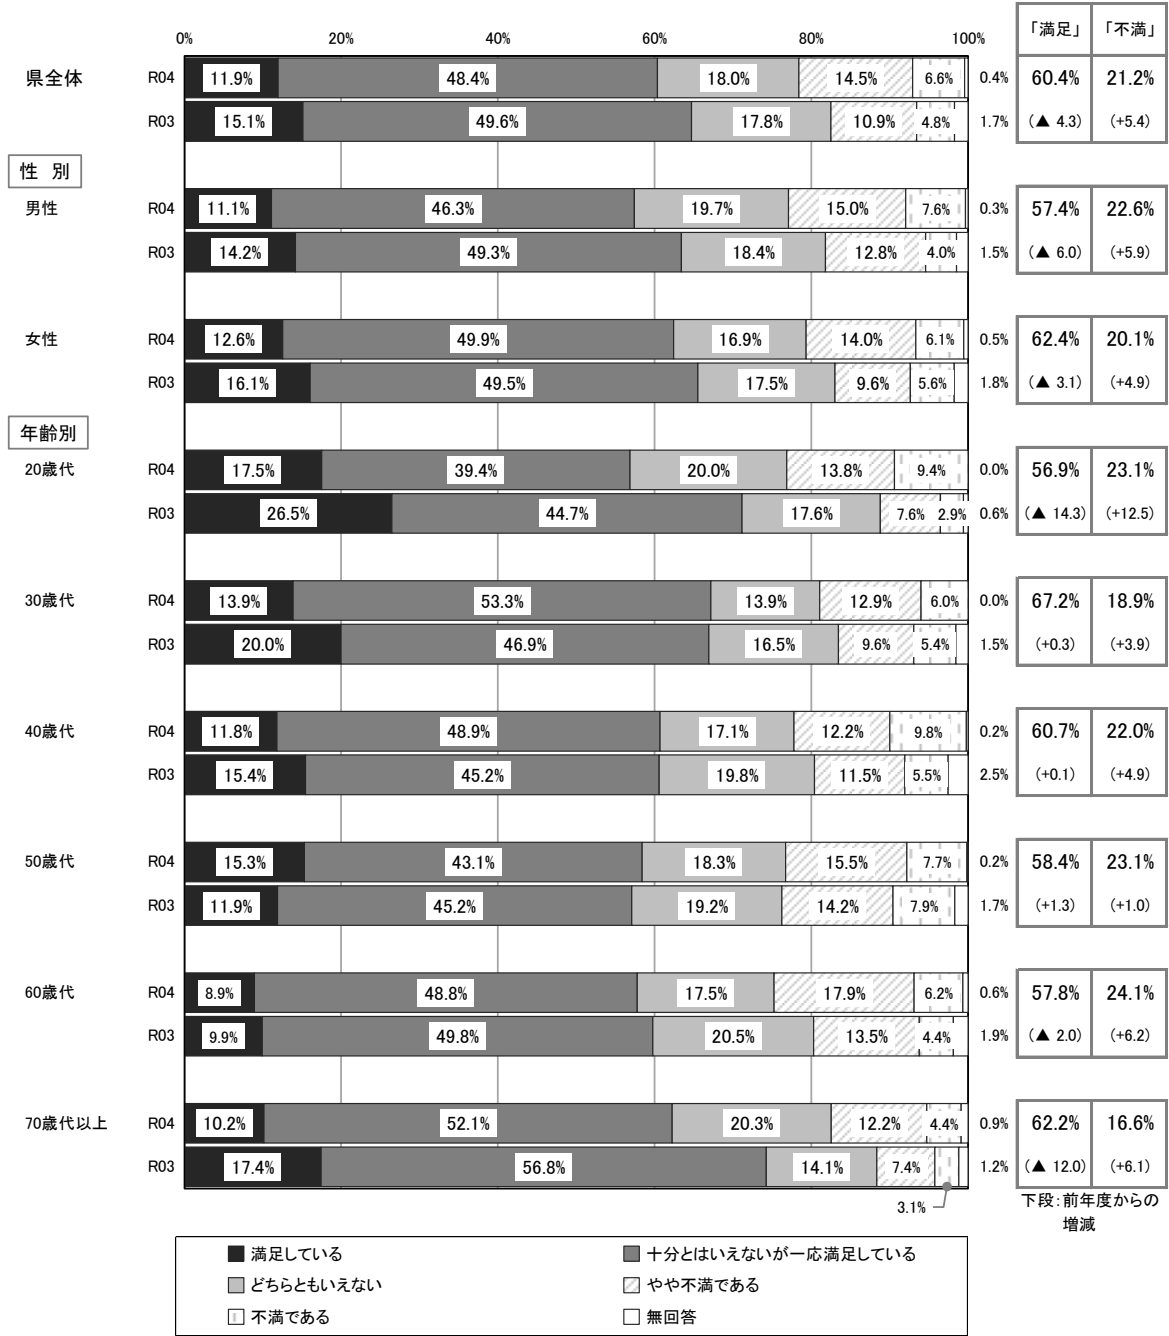 0% 20% 40% 60% 80% 100% 「満足」 「不満」
県全体 R04 11.9% 48.4% 18.0% 14.5% 6.6% 0.4% 60.4% 21.2%
R03 15.1% 49.6% 17.8% 10.9% 4.8% 1.7% (▲ 4.3) (+5.4)
性 別
男性 R04 11.1% 46.3% 19.7% 15.0% 7.6% 0.3% 57.4% 22.6%
R03 14.2% 49.3% 18.4% 12.8% 4.0% 1.5% (▲ 6.0) (+5.9)
女性 R04 12.6% 49.9% 16.9% 14.0% 6.1% 0.5% 62.4% 20.1%
R03 16.1% 49.5% 17.5% 9.6% 5.6% 1.8% (▲ 3.1) (+4.9)
年齢別
20歳代 R04 17.5% 39.4% 20.0% 13.8% 9.4% 0.0% 56.9% 23.1%
R03 26.5% 44.7% 17.6% 7.6% 2.9% 0.6% (▲ 14.3) (+12.5)
30歳代 R04 13.9% 53.3% 13.9% 12.9% 6.0% 0.0% 67.2% 18.9%
R03 20.0% 46.9% 16.5% 9.6% 5.4% 1.5% (+0.3) (+3.9)
40歳代 R04 11.8% 48.9% 17.1% 12.2% 9.8% 0.2% 60.7% 22.0%
R03 15.4% 45.2% 19.8% 11.5% 5.5% 2.5% (+0.1) (+4.9)
50歳代 R04 15.3% 43.1% 18.3% 15.5% 7.7% 0.2% 58.4% 23.1%
R03 11.9% 45.2% 19.2% 14.2% 7.9% 1.7% (+1.3) (+1.0)
60歳代 R04 8.9% 48.8% 17.5% 17.9% 6.2% 0.6% 57.8% 24.1%
R03 9.9% 49.8% 20.5% 13.5% 4.4% 1.9% (▲ 2.0) (+6.2)
70歳代以上 R04 10.2% 52.1% 20.3% 12.2% 4.4% 0.9% 62.2% 16.6%
R03 17.4% 56.8% 14.1% 7.4% 1.2% (▲ 12.0) (+6.1)
3.1%
下段：前年度からの
増減
満足している 十分とはいえないが一応満足している
どちらともいえない やや不満である
不満である 無回答